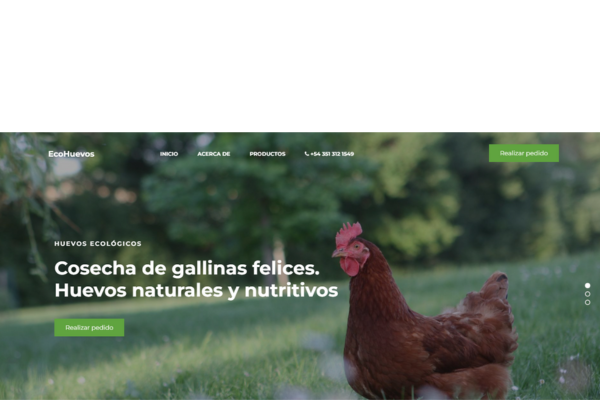 EcoHuevos
INICIO
ACERCA DE
PRODUCTOS
+54 351 312 1549
Realizar pedido
HUEVOS ECOLÓGICOS
Cosecha de gallinas felices.
Huevos naturales y nutritivos
Realizar pedido